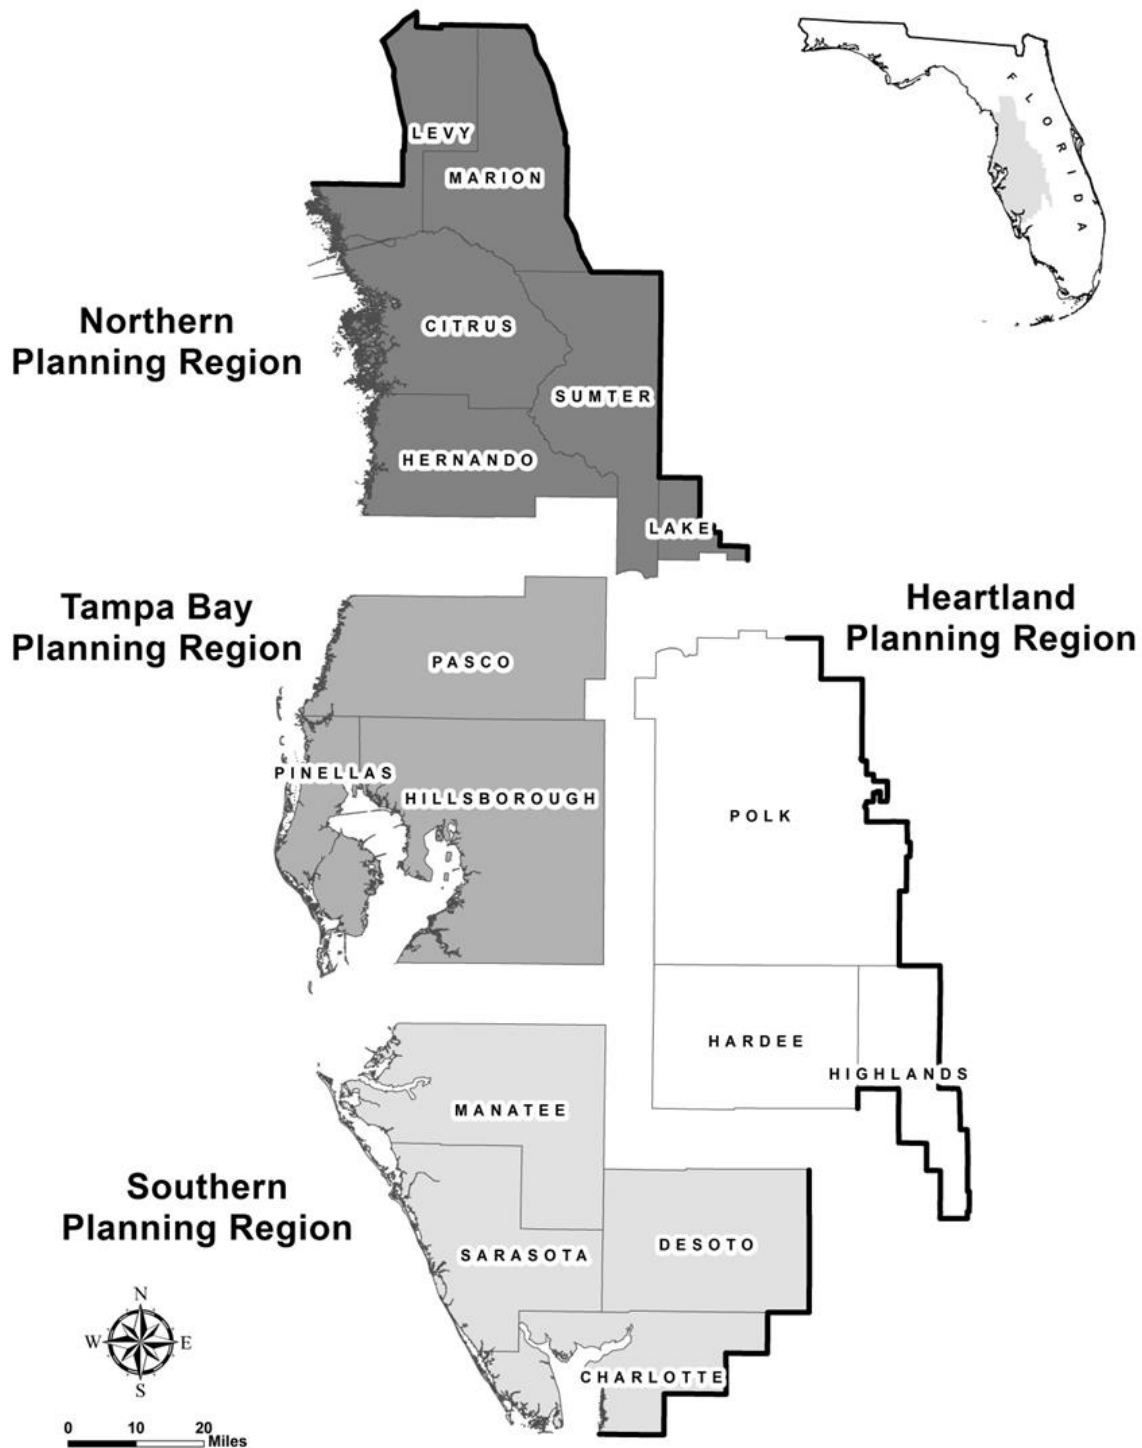 FLORIDA
LEVY
MARION
Northern
Planning Region
CITRUS
SUMTER
HERNANDO
LAKE
Tampa Bay
Planning Region
Heartland
Planning Region
PASCO
PINELLAS
HILLSBOROUGH
POLK
HARDEE
HIGHLANDS
MANATEE
Southern
Planning Region
SARASOTA
DESOTO
CHARLOTTE
N
W E
S
0 10 20
Miles